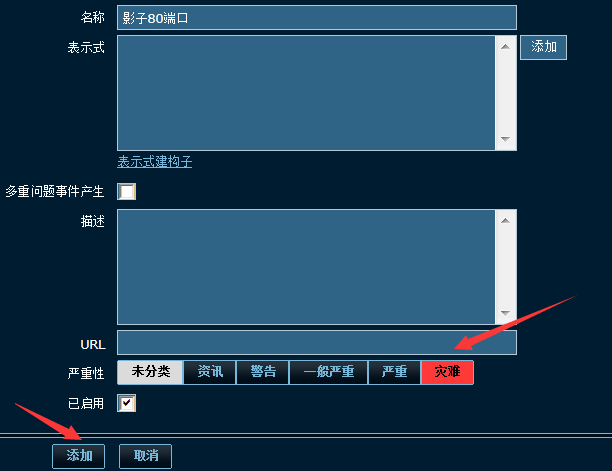 名称 影子80端口
表示式 添加
表示式建构子
多重问题事件产生
描述
URL
严重性 未分类 资讯 警告 一般严重 严重 灾难
已启用
添加 取消